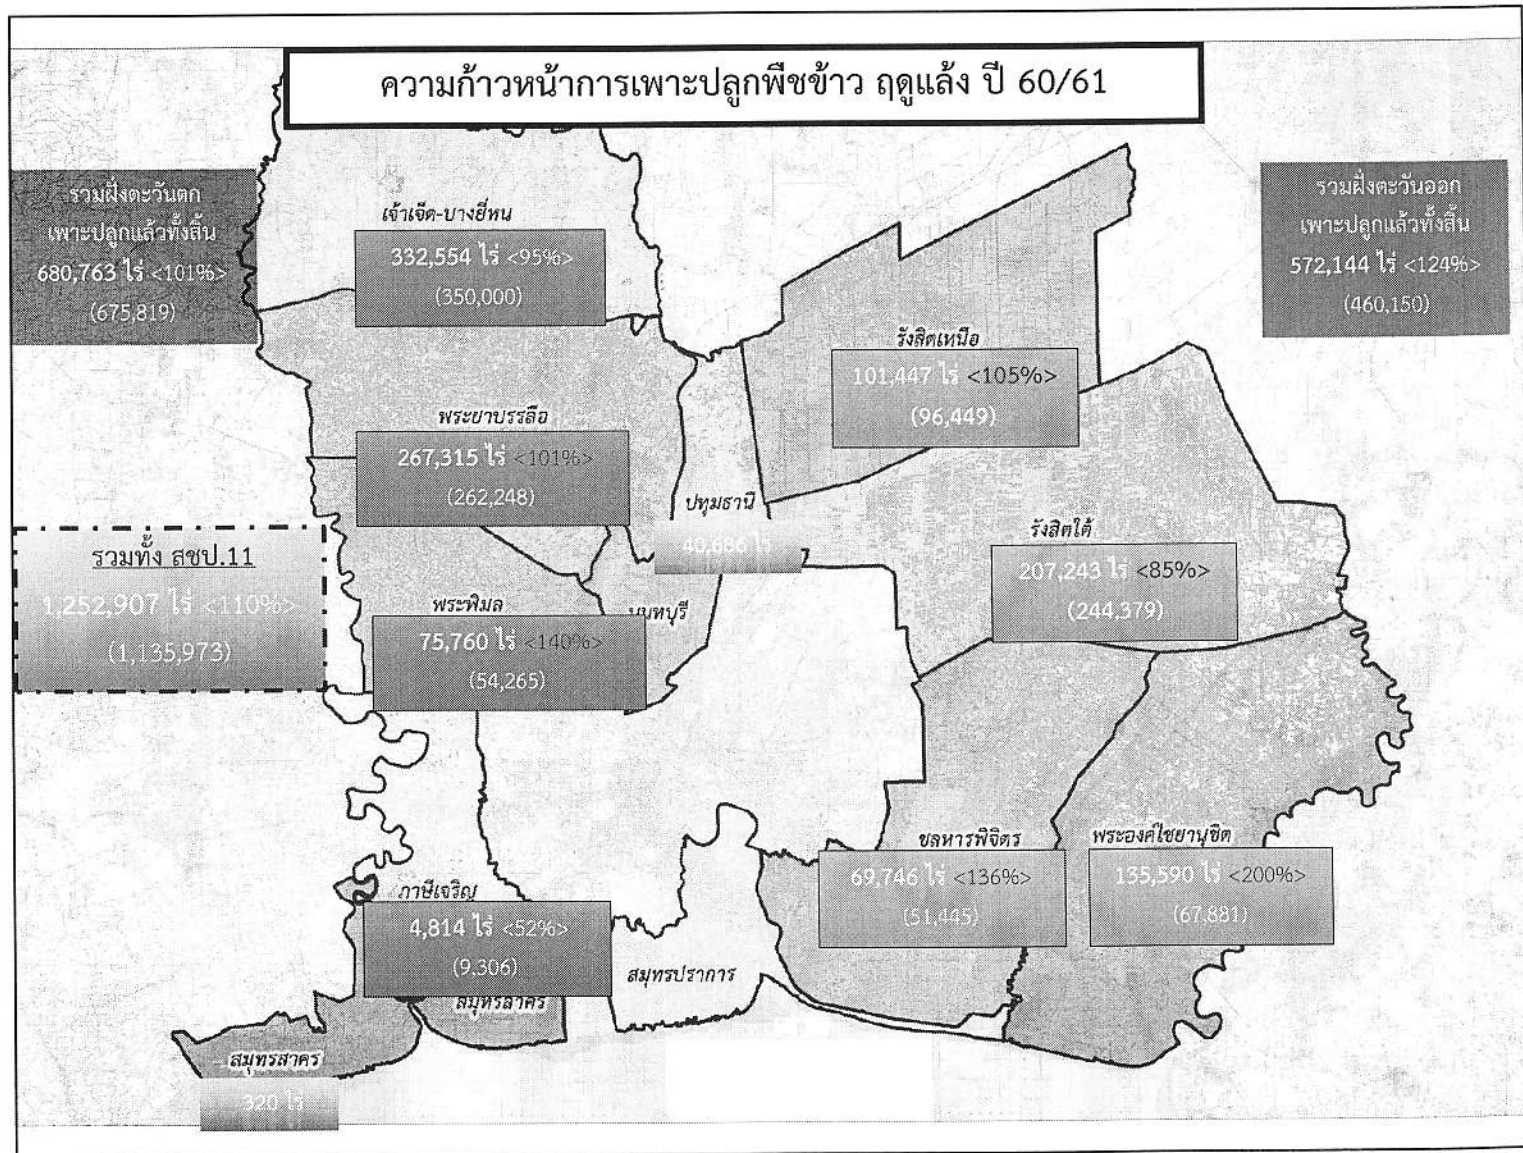 ความก้าวหน้าการเพาะปลูกพืชข้าว ฤดูแล้ง ปี 60/61
รวมฝั่งตะวันตก
เพาะปลูกแล้วทั้งสิ้น
680,763 ไร่ <101%>
(675,819)
เจ้าเจ็ด-บางยี่หน
332,554 ไร่ <95%>
(350,000)
รวมฝั่งตะวันออก
เพาะปลูกแล้วทั้งสิ้น
572,144 ไร่ <124%>
(460,150)
รังสิตเหนือ
101,447 ไร่ <105%>
(96,449)
พระยาบรรลือ
267,315 ไร่ <101%>
(262,248)
ปทุมธานี
40,686 ไร่
รังสิตใต้
207,243 ไร่ <85%>
(244,379)
รวมทั้ง สชป.11
1,252,907 ไร่ <110%>
(1,135,973)
พระพิมล
75,760 ไร่ <140%>
(54,265)
นนทบุรี
ชลหารพิจิตร
69,746 ไร่ <136%>
(51,445)
พระองค์ไชยานุชิต
135,590 ไร่ <200%>
(67,881)
ภาษีเจริญ
4,814 ไร่ <52%>
(9,306)
สมุทรปราการ
สมุทรสาคร
สมุทรสาคร
320 ไร่